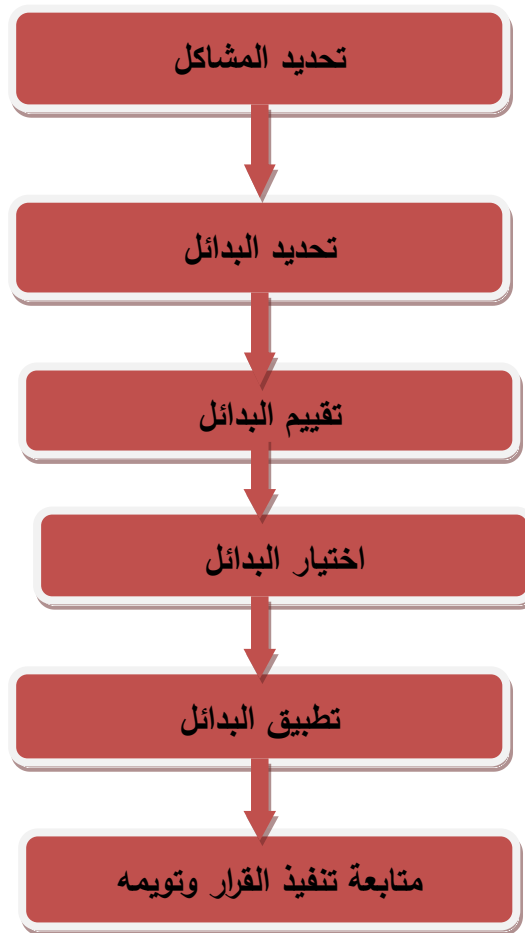 تحديد المشاكل
تحديد البدائل
تقييم البدائل
اختيار البدائل
تطبيق البدائل
متابعة تنفيذ القرار وتويمه